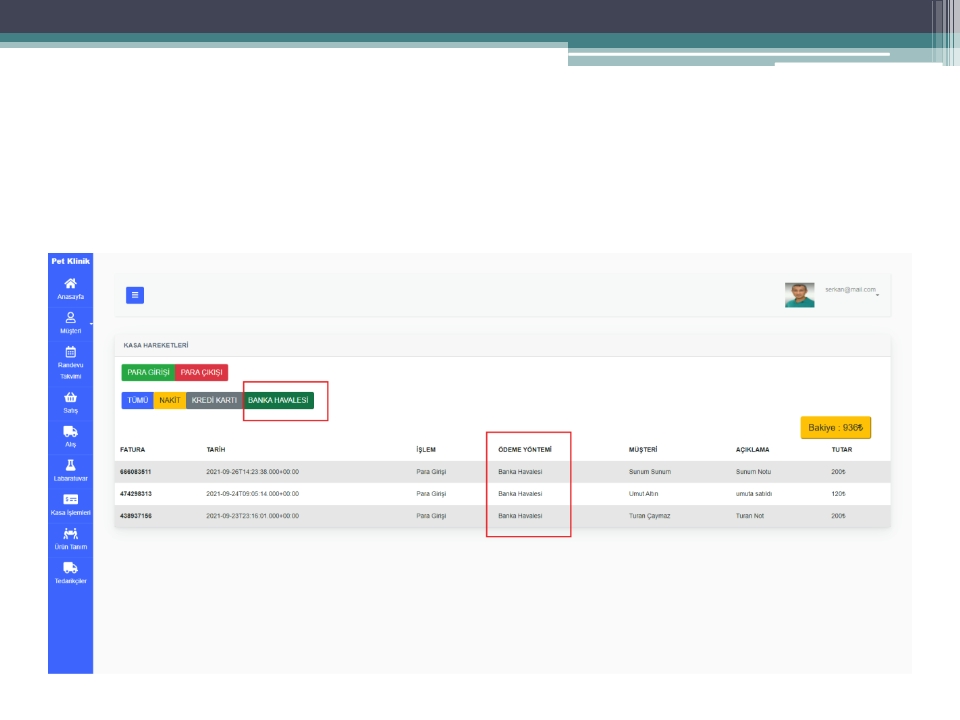 Pet Klinik
Anasayfa
Müşteri
Randevu
Takvimi
Satış
Alış
Labaratuvar
Kasa İşlemleri
Ürün Tanım
Tedarikçiler
serkan@mail.com
KASA HAREKETLERİ
PARA GİRİŞİ PARA ÇIKIŞI
TÜMÜ NAKİT KREDİ KARTI BANKA HAVALESİ
Bakiye : 936₺
FATURA TARİH İŞLEM ÖDEME YÖNTEMİ MÜŞTERİ AÇIKLAMA TUTAR
666083511 2021-09-26T14:23:38.000+00:00 Para Girişi Banka Havalesi Sunum Sunum Sunum Notu 200₺
474298313 2021-09-24T09:05:14.000+00:00 Para Girişi Banka Havalesi Umut Altın umuta satıldı 120₺
438937156 2021-09-23T23:16:01.000+00:00 Para Girişi Banka Havalesi Turan Çaymaz Turan Not 200₺